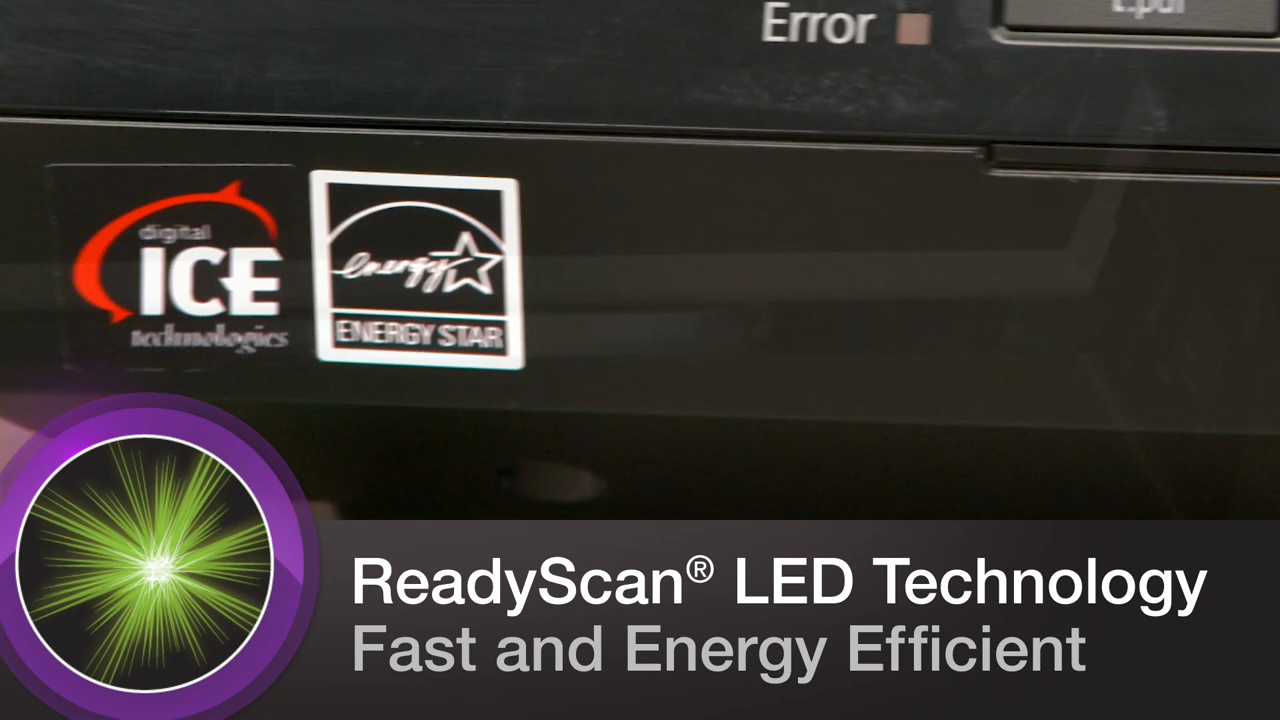 Error
digital
ICE
technologies
energy
ENERGY STAR
ReadyScan® LED Technology
Fast and Energy Efficient